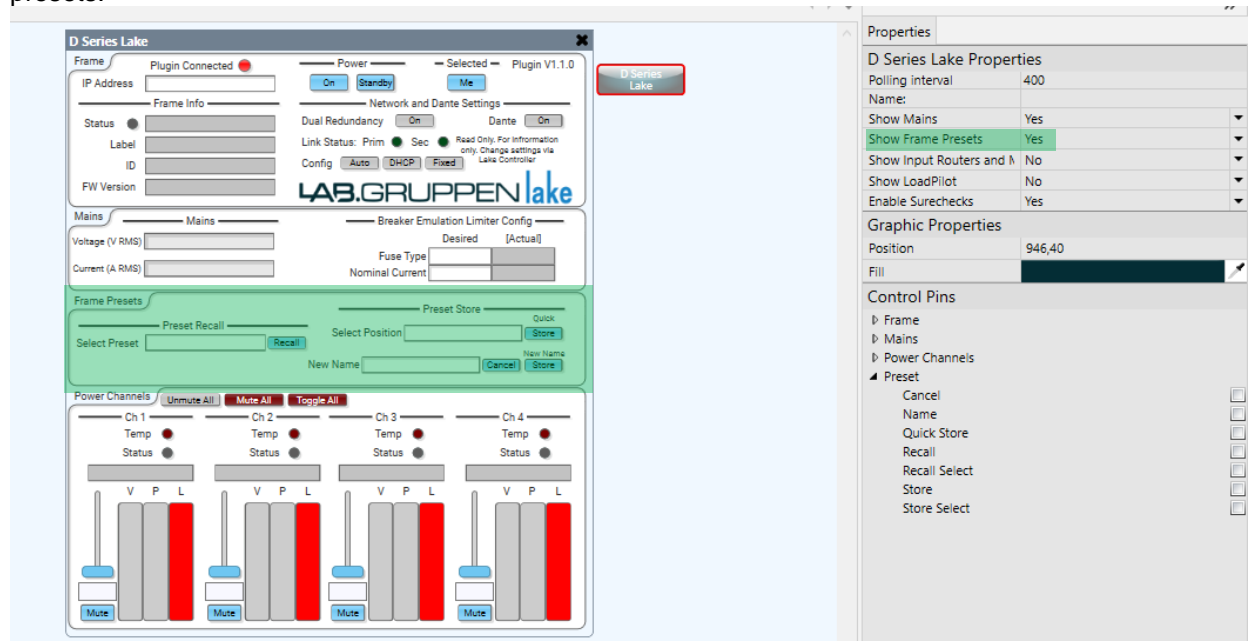 D Series Lake
Frame
Plugin Connected
Power
Selected
Plugin V1.1.0
IP Address
On
Standby
Me
Frame Info
Network and Dante Settings
Status
Dual Redundancy
On
Dante
On
Label
Link Status: Prim
Sec
Read Only. For Infrormation
only. Change settings via
Lake Controller
ID
Config
Auto
DHCP
Fixed
FW Version
LAB.GRUPPEN lake
Mains
Mains
Breaker Emulation Limiter Config
Voltage (V RMS)
Desired
[Actual]
Fuse Type
Current (A RMS)
Nominal Current
Frame Presets
Preset Store
Preset Recall
Quick
Select Position
Store
Select Preset
Recall
New Name
New Name
Cancel
Store
Power Channels
Unmute All
Mute All
Toggle All
Ch 1
Ch 2
Ch 3
Ch 4
Temp
Temp
Temp
Temp
Status
Status
Status
Status
V P L
V P L
V P L
V P L
Mute
Mute
Mute
Mute
D Series
Lake
Properties
D Series Lake Properties
Polling interval 400
Name:
Show Mains Yes
Show Frame Presets Yes
Show Input Routers and M No
Show LoadPilot No
Enable Surechecks Yes
Graphic Properties
Position 946,40
Fill
Control Pins
Frame
Mains
Power Channels
Preset
Cancel
Name
Quick Store
Recall
Recall Select
Store
Store Select